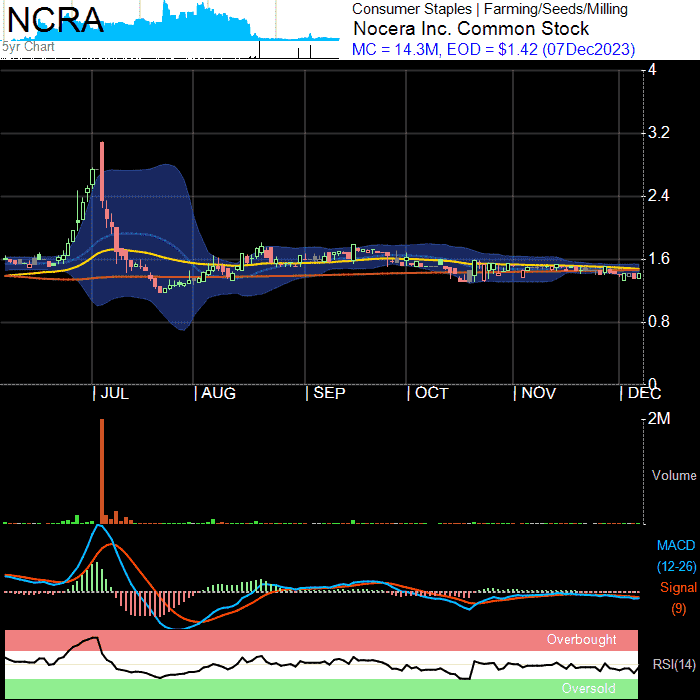 NCRA
5yr Chart
Consumer Staples | Farming/Seeds/Milling
Nocera Inc. Common Stock
MC = 14.3M, EOD = $1.42 (07Dec2023)
4
3.2
2.4
1.6
0.8
0
| JUL | AUG | SEP | OCT | NOV | DEC
2M
Volume
MACD
(12-26)
Signal
(9)
Overbought
RSI(14)
Oversold